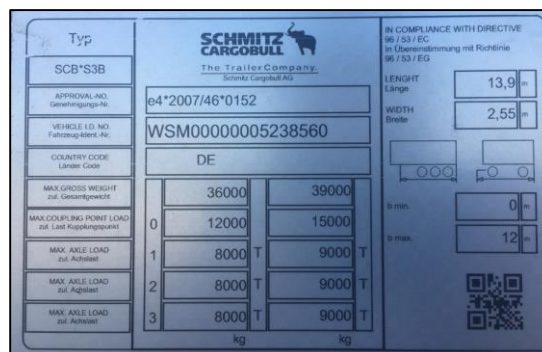 Typ
SCB*S3B
SCHMITZ
CARGOBULL
The TrailerCompany.
Schmitz Cargobull AG
APPROVAL-NO.
Genehmigungs-Nr.
e4*2007/46*0152
VEHICLE I.D. NO.
Fahrzeug-Ident.-Nr.
WSM00000005238560
COUNTRY CODE
Länder Code
DE
MAX.GROSS WEIGHT
zul. Gesamtgewicht
36000 39000
MAX.COUPLING POINT LOAD
zul. Last Kupplungspunkt
0 12000 15000
MAX. AXLE LOAD
zul. Achslast
1 8000 T 9000 T
MAX. AXLE LOAD
zul. Achslast
2 8000 T 9000 T
MAX. AXLE LOAD
zul. Achslast
3 8000 T 9000 T
kg kg
IN COMPLIANCE WITH DIRECTIVE
96 / 53 / EC
in Übereinstimmung mit Richtlinie
96 / 53 / EG
LENGHT
Länge
13,9 m
WIDTH
Breite
2,55 m
b min. 0 m
b max. 12 m